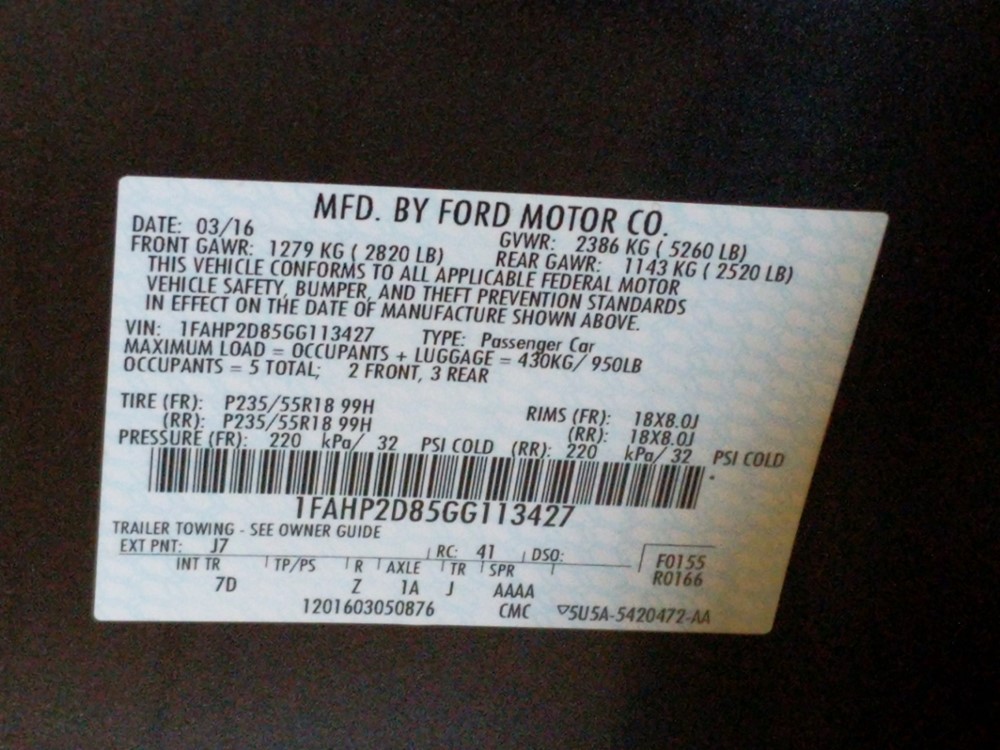 MFD. BY FORD MOTOR CO.
DATE: 03/16 GVWR: 2386 KG ( 5260 LB)
FRONT GAWR: 1279 KG ( 2820 LB) REAR GAWR: 1143 KG ( 2520 LB)
THIS VEHICLE CONFORMS TO ALL APPLICABLE FEDERAL MOTOR
VEHICLE SAFETY, BUMPER, AND THEFT PREVENTION STANDARDS
IN EFFECT ON THE DATE OF MANUFACTURE SHOWN ABOVE.
VIN: 1FAHP2D85GG113427 TYPE: Passenger Car
MAXIMUM LOAD = OCCUPANTS + LUGGAGE = 430KG/ 950LB
OCCUPANTS = 5 TOTAL; 2 FRONT, 3 REAR
TIRE (FR): P235/55R18 99H RIMS (FR): 18X8.0J
(RR): P235/55R18 99H (RR): 18X8.0J
PRESSURE (FR): 220 kPa/ 32 PSI COLD (RR): 220 kPa/ 32 PSI COLD
1FAHP2D85GG113427
TRAILER TOWING - SEE OWNER GUIDE
EXT PNT: J7 RC: 41 DSO: F0155
INT TR TP/PS R AXLE TR SPR R0166
7D Z 1A J AAAA
1201603050876 CMC ▽5U5A-5420472-AA